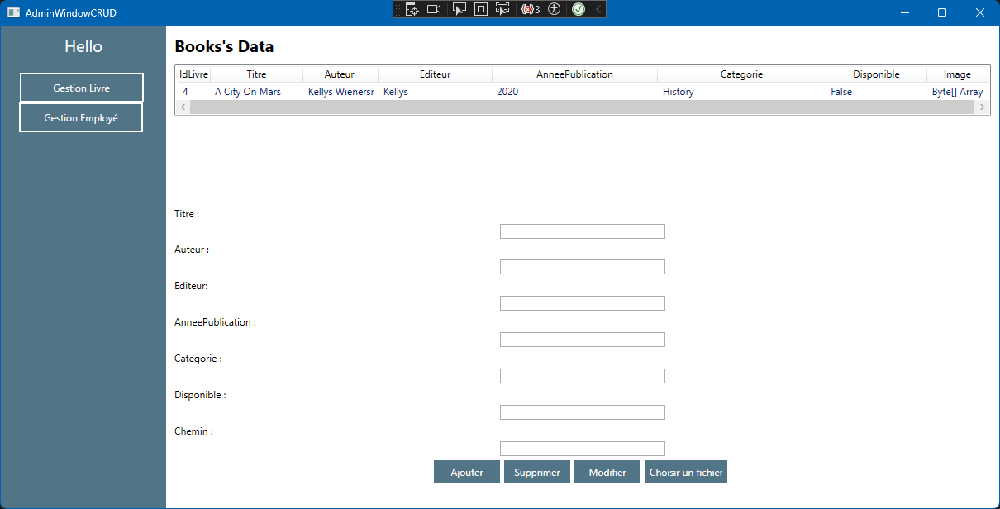 AdminWindowCRUD
3
Hello
Gestion Livre
Gestion Employé
Books's Data
IdLivre Titre Auteur Editeur AnneePublication Categorie Disponible Image
4 A City On Mars Kellys Wienersr Kellys 2020 History False Byte[] Array
Titre :
Auteur :
Editeur:
AnneePublication :
Categorie :
Disponible :
Chemin :
Ajouter Supprimer Modifier Choisir un fichier